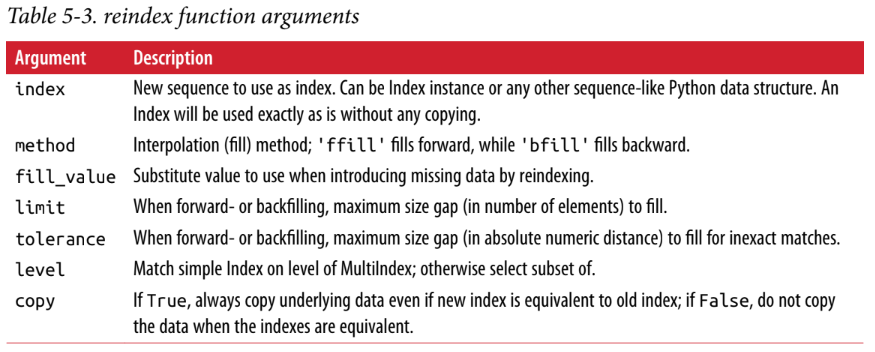 Table 5-3. reindex function arguments
Argument Description
index New sequence to use as index. Can be Index instance or any other sequence-like Python data structure. An
Index will be used exactly as is without any copying.
method Interpolation (fill) method; 'ffill' fills forward, while 'bfill' fills backward.
fill_value Substitute value to use when introducing missing data by reindexing.
limit When forward- or backfilling, maximum size gap (in number of elements) to fill.
tolerance When forward- or backfilling, maximum size gap (in absolute numeric distance) to fill for inexact matches.
level Match simple Index on level of MultiIndex; otherwise select subset of.
copy If True, always copy underlying data even if new index is equivalent to old index; if False, do not copy
the data when the indexes are equivalent.